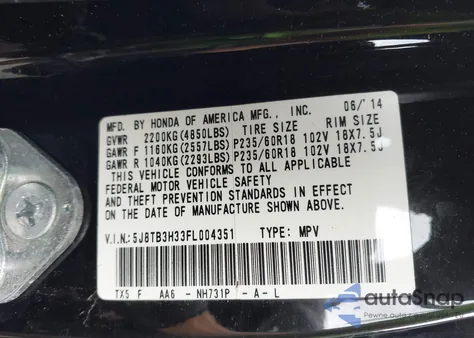 MFD. BY HONDA OF AMERICA MFG., INC. 06/'14
GVWR 2200KG(4850LBS) TIRE SIZE RIM SIZE
GAWR F 1160KG(2557LBS) P235/60R18 102V 18X7.5J
GAWR R 1040KG(2293LBS) P235/60R18 102V 18X7.5J
THIS VEHICLE CONFORMS TO ALL APPLICABLE
FEDERAL MOTOR VEHICLE SAFETY
AND THEFT PREVENTION STANDARDS IN EFFECT
ON THE DATE OF MANUFACTURE SHOWN ABOVE.
V.I.N.:5J8TB3H33FL004351 TYPE: MPV
TX5 F AA6 - NH731P - A - L
autoSnap
Pewne auto z USA